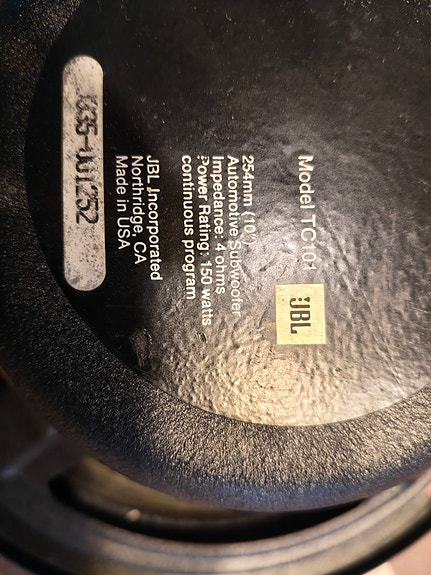 Model TC101
JBL
254mm (10")
Automotive Subwoofer
Impedance: 4 ohms
Power Rating: 150 watts
continuous program
JBL Incorporated
Northridge, CA
Made in USA
-001252